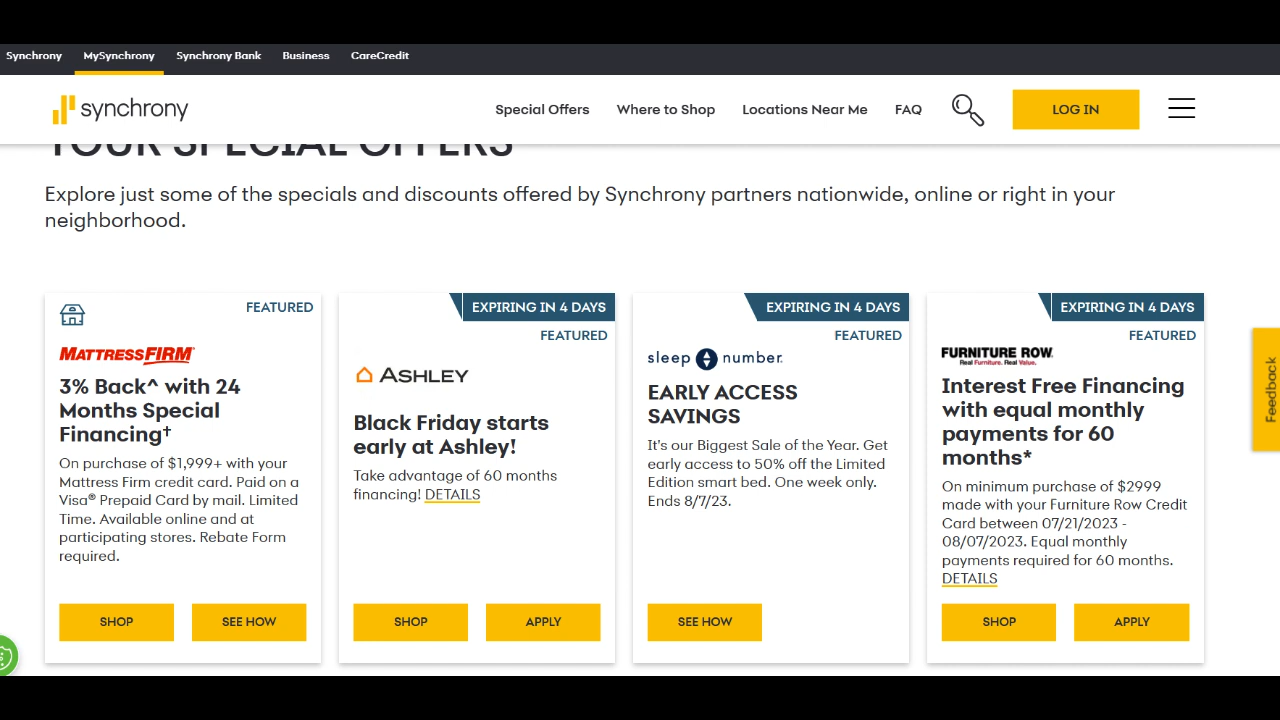 Synchrony MySynchrony Synchrony Bank Business CareCredit
synchrony Special Offers Where to Shop Locations Near Me FAQ LOG IN
YOUR SPECIAL OFFERS
Explore just some of the specials and discounts offered by Synchrony partners nationwide, online or right in your
neighborhood.
FEATURED
MATTRESSFIRM
3% Back^ with 24
Months Special
Financing†
On purchase of $1,999+ with your
Mattress Firm credit card. Paid on a
Visa® Prepaid Card by mail. Limited
Time. Available online and at
participating stores. Rebate Form
required.
SHOP SEE HOW
EXPIRING IN 4 DAYS
FEATURED
ASHLEY
Black Friday starts
early at Ashley!
Take advantage of 60 months
financing! DETAILS
SHOP APPLY
EXPIRING IN 4 DAYS
FEATURED
sleep number.
EARLY ACCESS
SAVINGS
It's our Biggest Sale of the Year. Get
early access to 50% off the Limited
Edition smart bed. One week only.
Ends 8/7/23.
SEE HOW
EXPIRING IN 4 DAYS
FEATURED
FURNITURE ROW
Real Furniture. Real Value.
Interest Free Financing
with equal monthly
payments for 60
months*
On minimum purchase of $2999
made with your Furniture Row Credit
Card between 07/21/2023 -
08/07/2023. Equal monthly
payments required for 60 months.
DETAILS
SHOP APPLY
Feedback